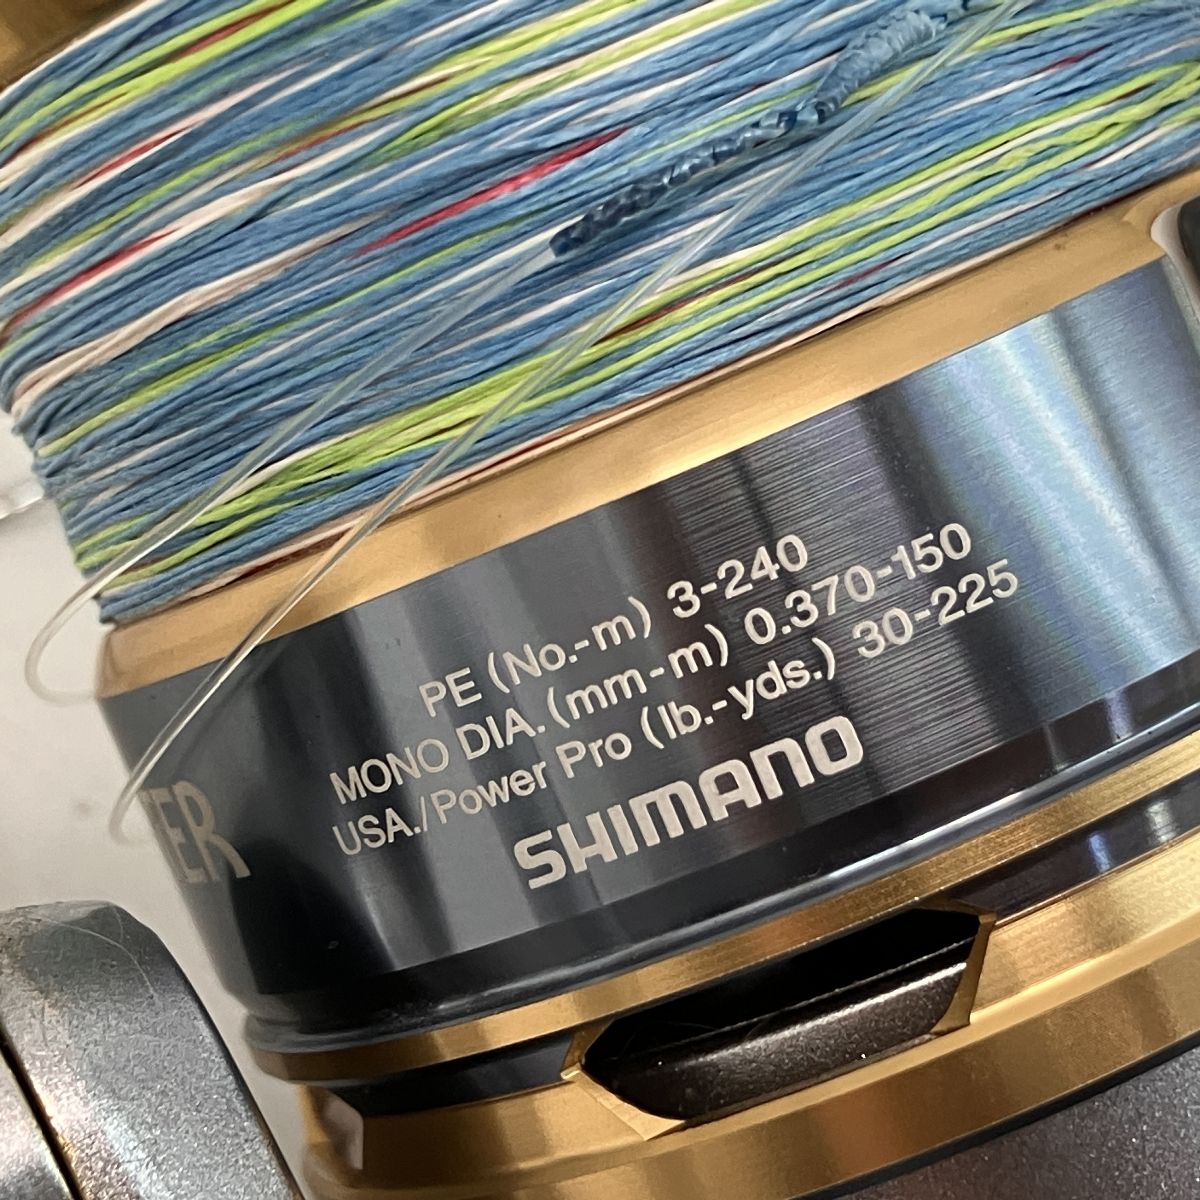 PE (No.-m) 3-240
MONO DIA. (mm-m) 0.370-150
USA./Power Pro (lb.-yds.) 30-225
SHIMANO